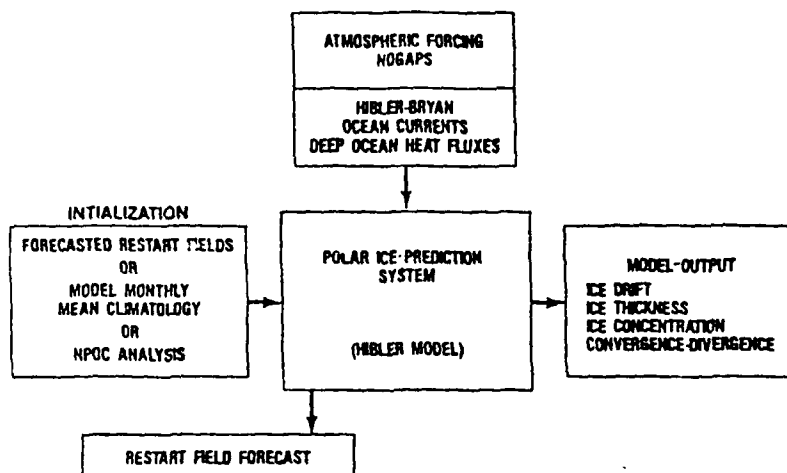 ATMOSPHERIC FORCING
NOGAPS
HIBLER-BRYAN
OCEAN CURRENTS
DEEP OCEAN HEAT FLUXES
INTIALIZATION
FORECASTED RESTART FIELDS
OR
MODEL MONTHLY
MEAN CLIMATOLOGY
OR
NPOC ANALYSIS
POLAR ICE-PREDICTION
SYSTEM
(HIBLER MODEL)
MODEL-OUTPUT
ICE DRIFT
ICE THICKNESS
ICE CONCENTRATION
CONVERGENCE-DIVERGENCE
RESTART FIELD FORECAST